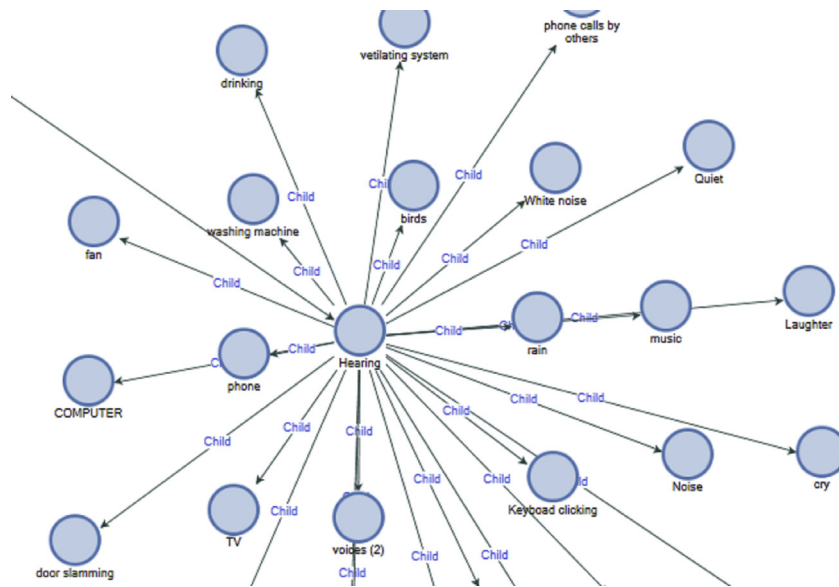 phone calls by
others
vetilating system
drinking
Child
Child
Child
Quiet
White noise
birds
Child
washing machine
Child
fan
Child
Child
Child
Child
Child
Laughter
Child
Child
music
rain
Child
Hearing
phone
COMPUTER
Child
Child
Child
Child
Child
Child
Noise
cry
Child
Child
Keyboad clicking
Child
Child
TV
voices (2)
Child
Child
door slamming
Child